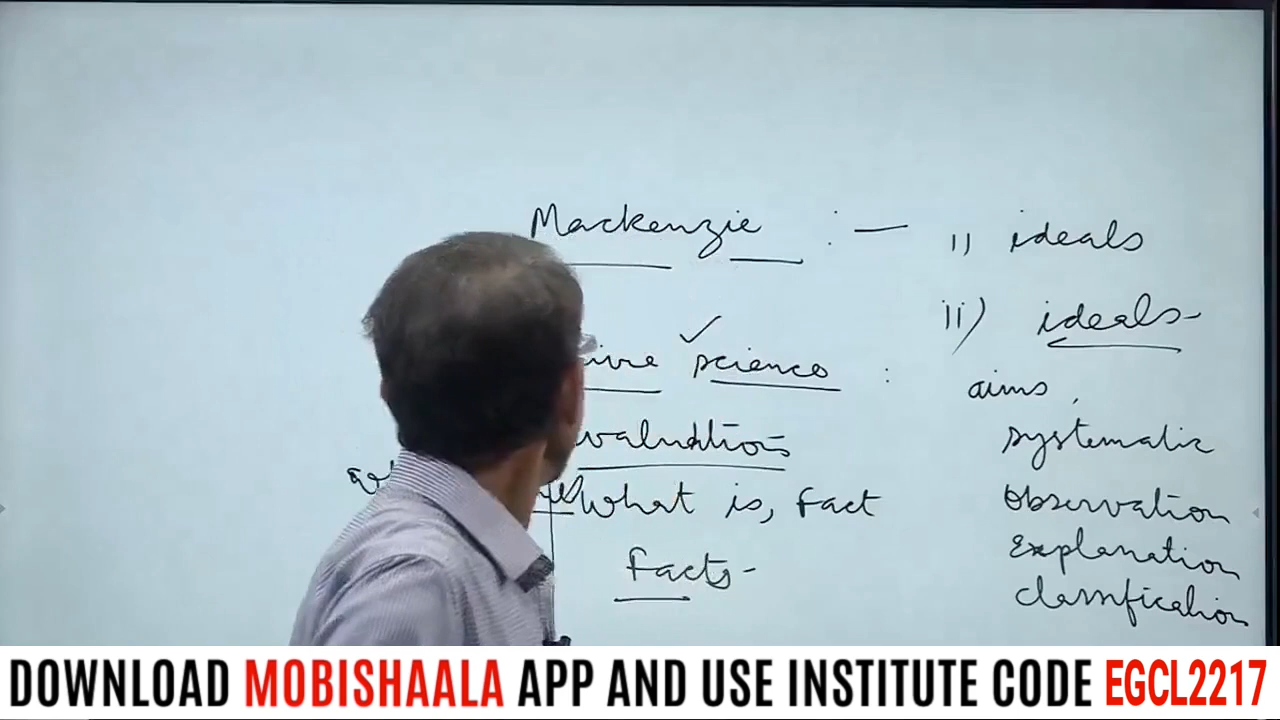 Mackenzie :— i) ideals
ii) ideals-
science :
aims,
systematic
What is, Fact
Observation
Explanation
Facts-
classification
DOWNLOAD MOBISHAALA APP AND USE INSTITUTE CODE EGCL2217